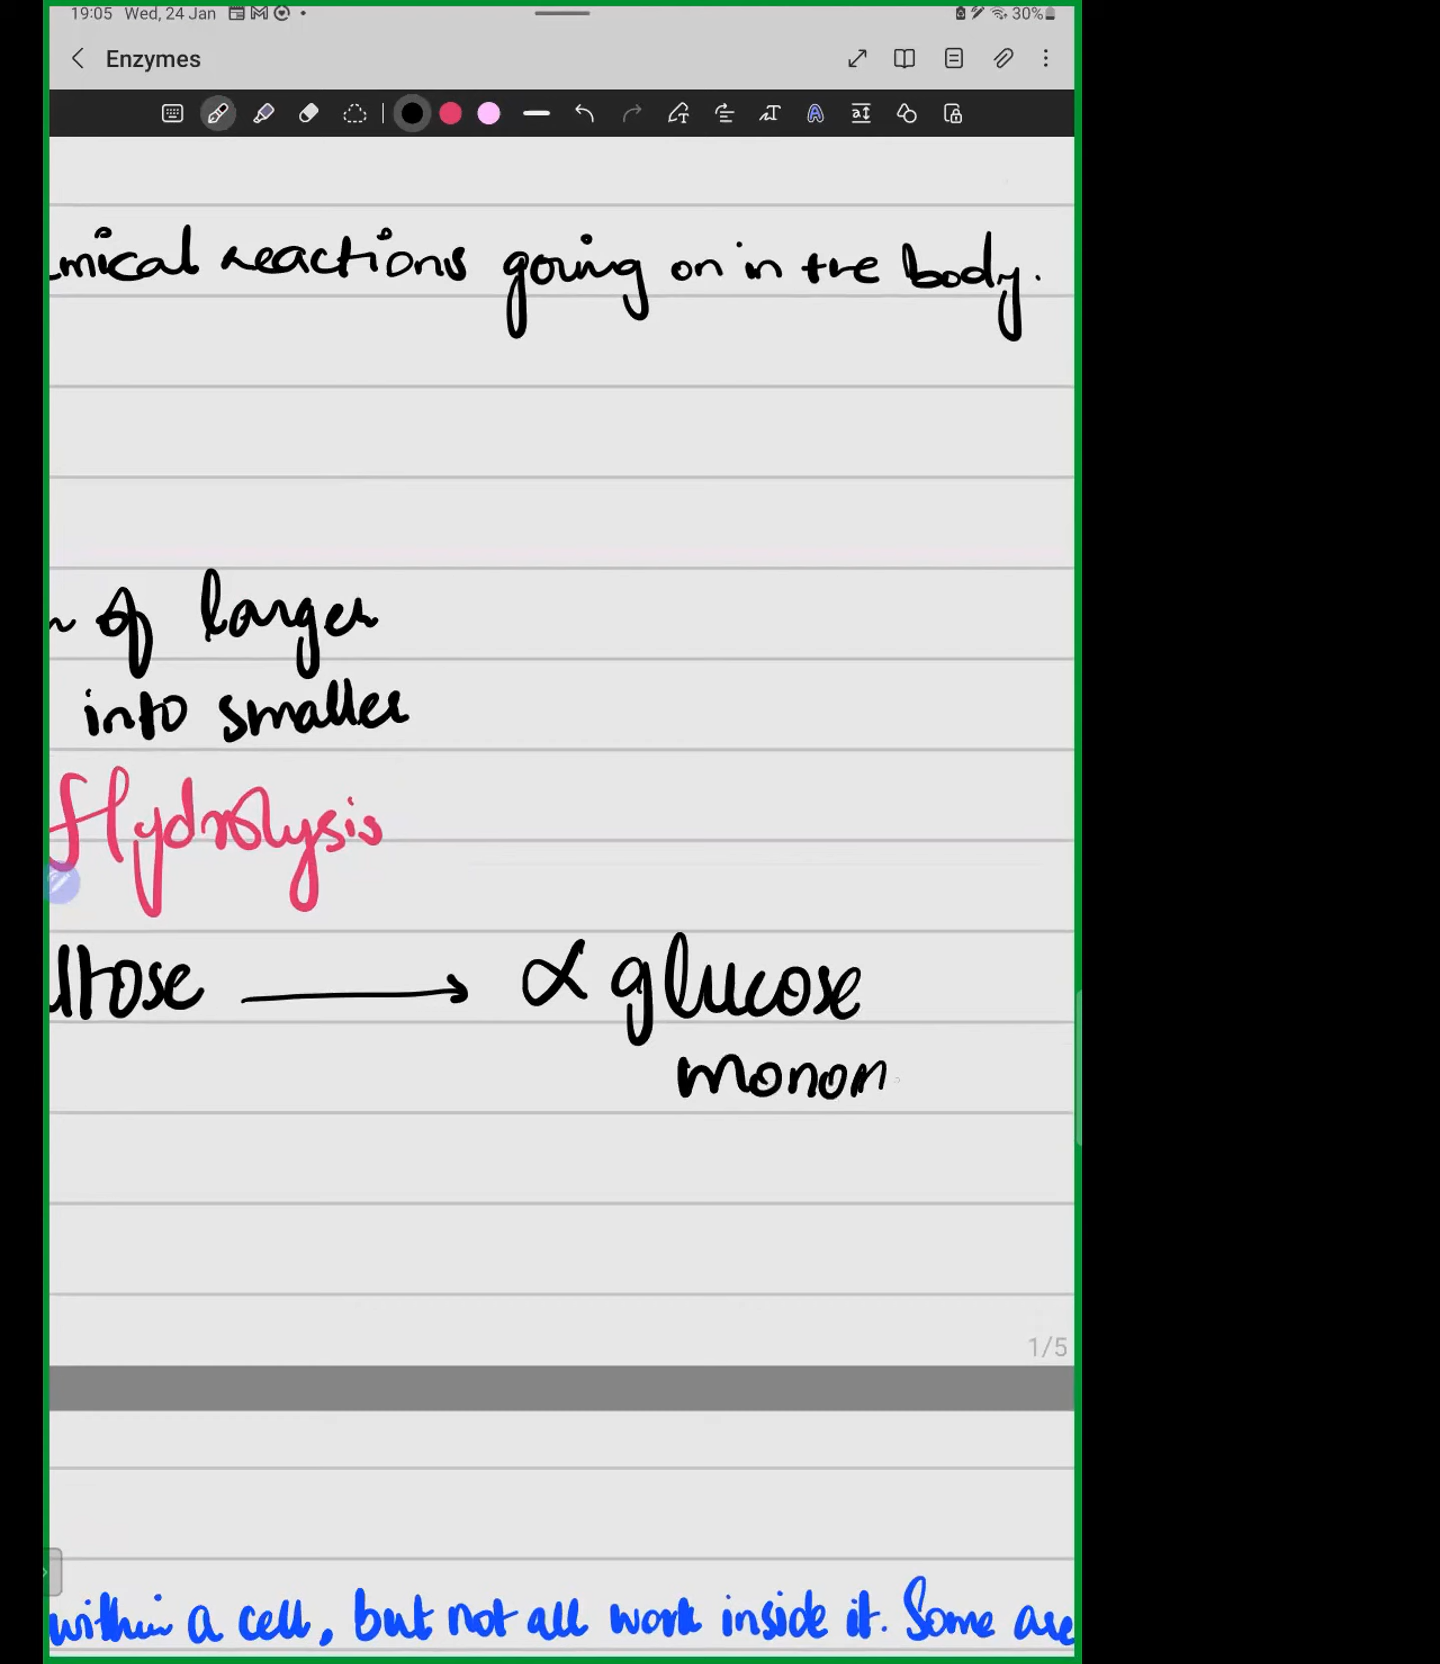 19:05 Wed, 24 Jan 30%
Enzymes
mical reactions going on in the body.
of larger
into smaller
Hydrolysis
ltose → α glucose
monom
1/5
within a cell, but not all work inside it. Some are